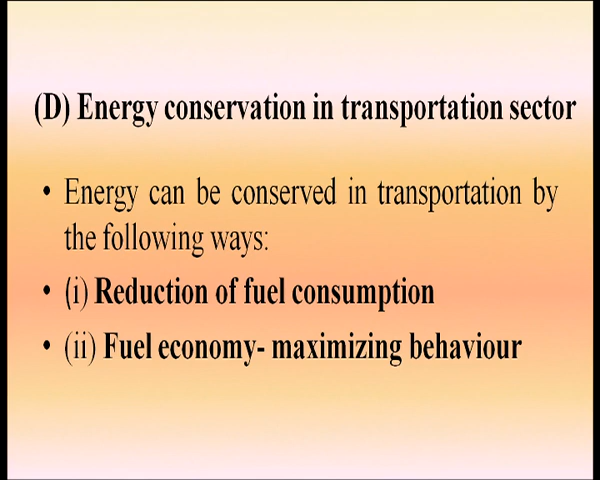 (D) Energy conservation in transportation sector
• Energy can be conserved in transportation by
the following ways:
• (i) Reduction of fuel consumption
• (ii) Fuel economy- maximizing behaviour